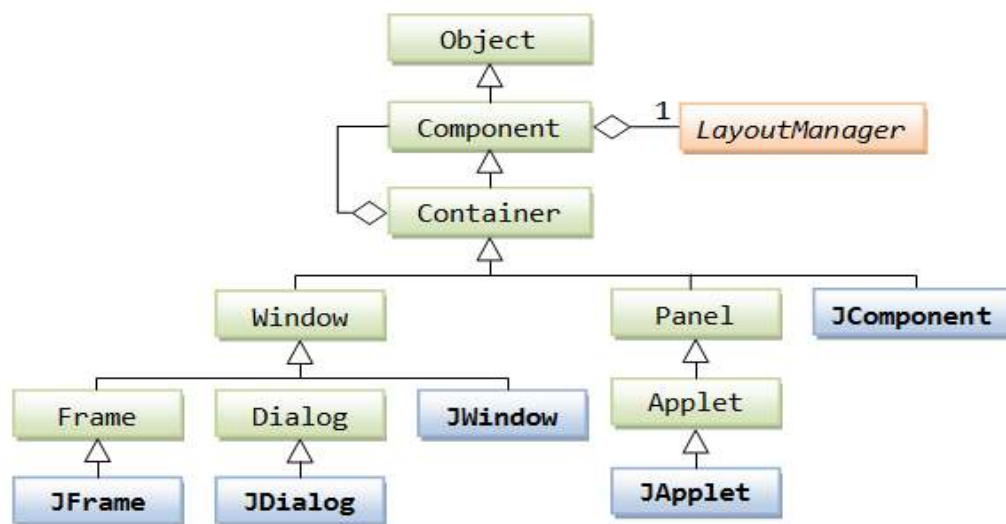 Object
Component
1
LayoutManager
Container
Window
Panel
JComponent
Frame
Dialog
JWindow
Applet
JFrame
JDialog
JApplet